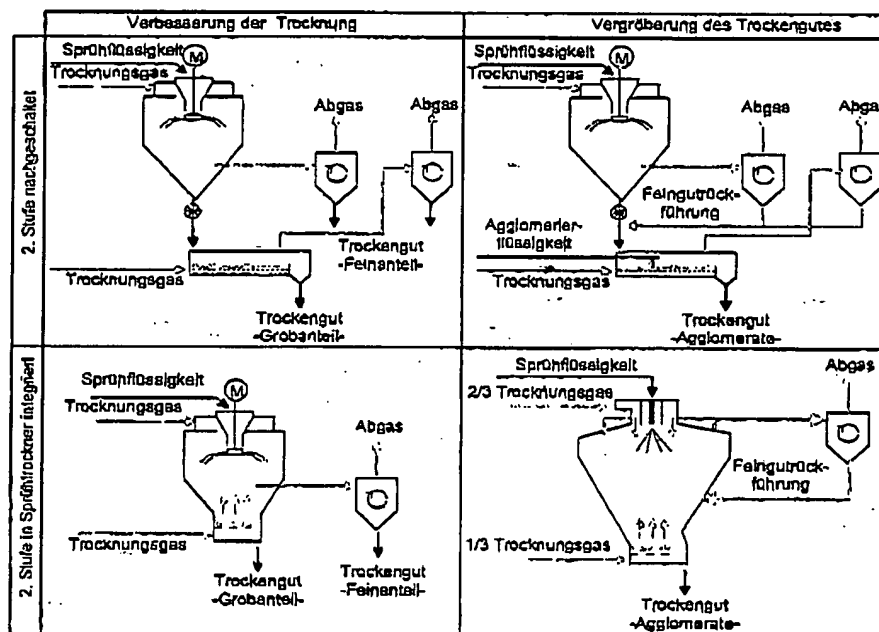 Verbesserung der Trocknung
Vergröberung des Trockengutes
2. Stufe nachgeschaltet
Sprühflüssigkeit
M
Trocknungsgas
Abgas
Abgas
Trocknungsgas
Trockengut
-Feinanteil-
Trockengut
-Grobanteil-
Sprühflüssigkeit
M
Trocknungsgas
Abgas
Abgas
Feingutrück-
führung
Agglomerier-
flüssigkeit
Trocknungsgas
Trockengut
-Agglomerate-
2. Stufe in Sprühtrockner integriert
Sprühflüssigkeit
M
Trocknungsgas
Abgas
Trocknungsgas
Trockengut
-Grobanteil-
Trockengut
-Feinanteil-
Sprühflüssigkeit
2/3 Trocknungsgas
Abgas
Feingutrück-
führung
1/3 Trocknungsgas
Trockengut
-Agglomerate-